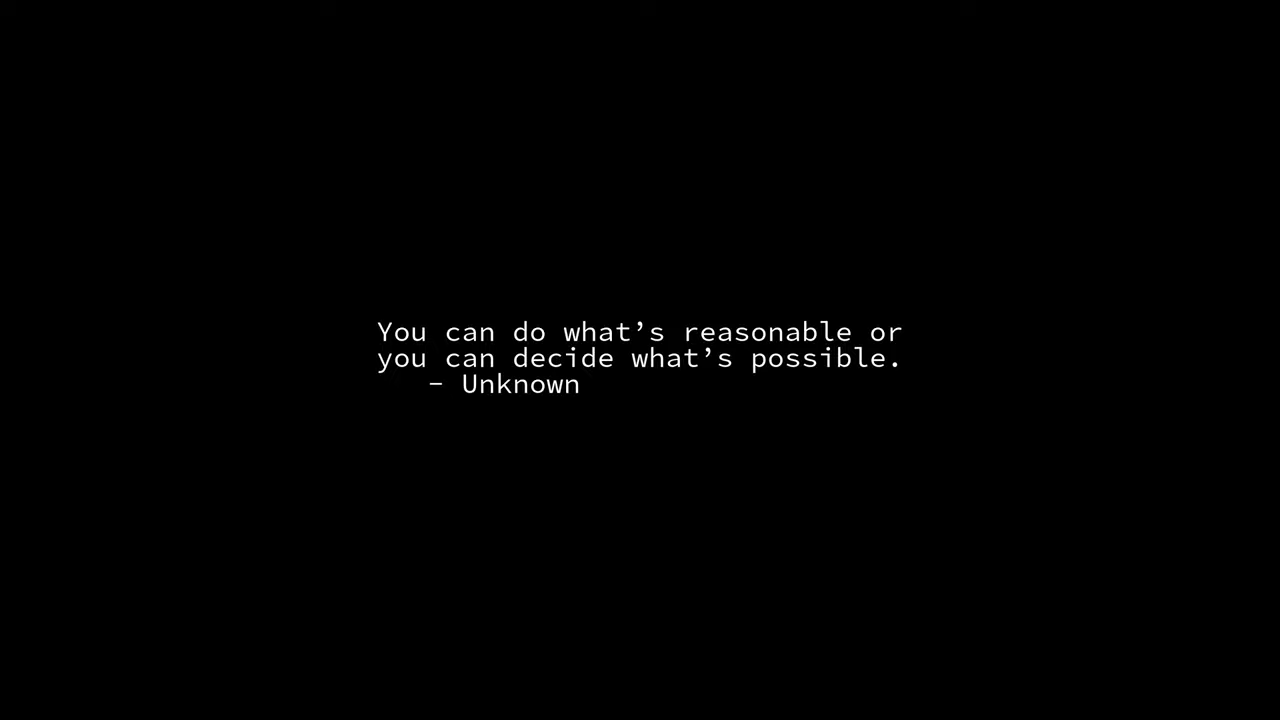 You can do what’s reasonable or
you can decide what’s possible.
– Unknown